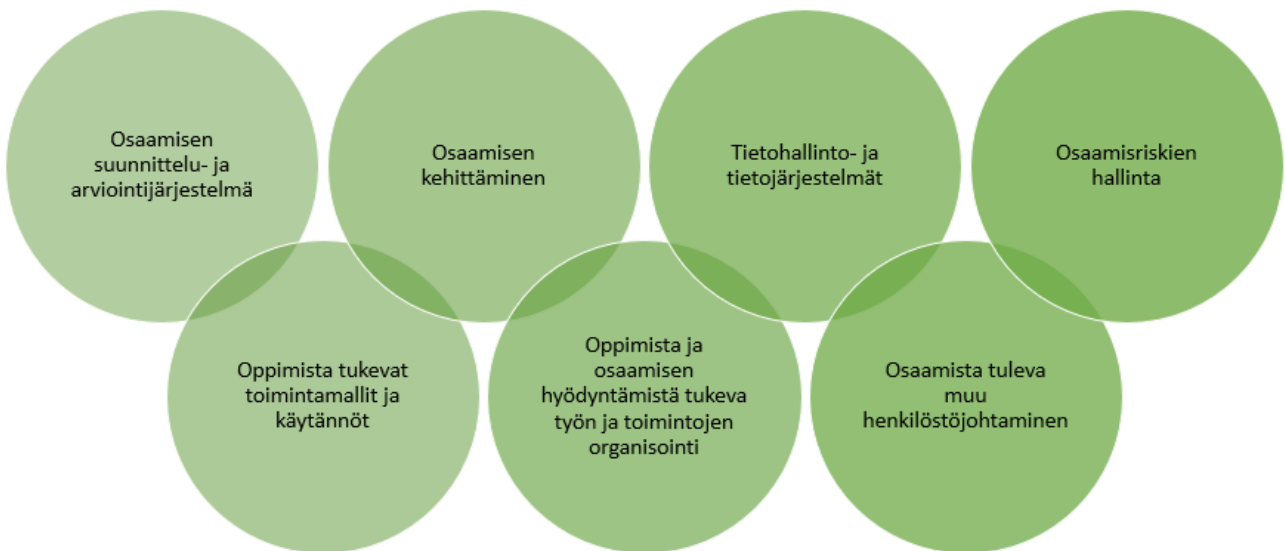 Osaamisen
suunnittelu- ja
arviointijärjestelmä
Osaamisen
kehittäminen
Tietohallinto- ja
tietojärjestelmät
Osaamisriskien
hallinta
Oppimista tukevat
toimintamallit ja
käytännöt
Oppimista ja
osaamisen
hyödyntämistä tukeva
työn ja toimintojen
organisointi
Osaamista tuleva
muu
henkilöstöjohtaminen